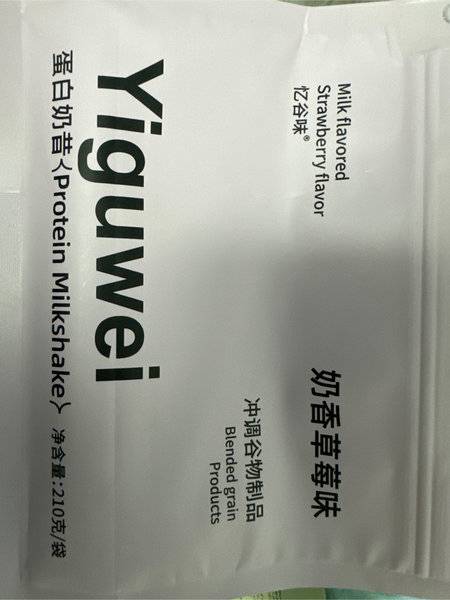 Milk flavored
Strawberry flavor
忆谷味®
奶香草莓味
冲调谷物制品
Blended grain
Products
Yiguwei
蛋白奶昔<Protein Milkshake>
净含量:210克/袋